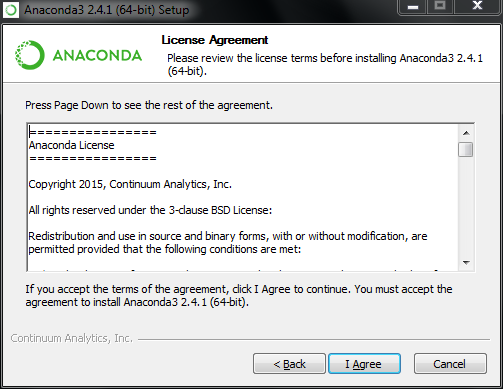 Anaconda3 2.4.1 (64-bit) Setup
License Agreement
Please review the license terms before installing Anaconda3 2.4.1
(64-bit).
ANACONDA
Press Page Down to see the rest of the agreement.
================
Anaconda License
================
Copyright 2015, Continuum Analytics, Inc.
All rights reserved under the 3-clause BSD License:
Redistribution and use in source and binary forms, with or without modification, are
permitted provided that the following conditions are met:
If you accept the terms of the agreement, click I Agree to continue. You must accept the
agreement to install Anaconda3 2.4.1 (64-bit).
Continuum Analytics, Inc.
< Back
I Agree
Cancel